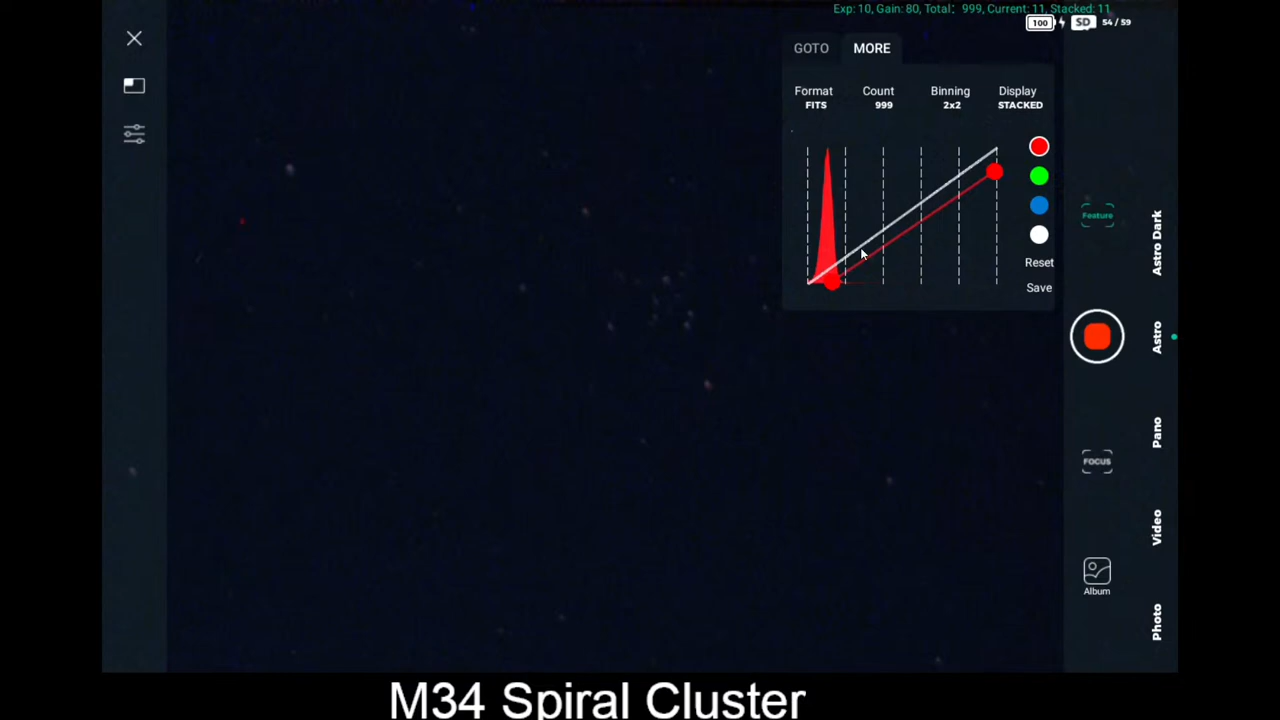 Exp: 10, Gain: 80, Total: 999, Current: 11, Stacked: 11
100 SD 54 / 59
GOTO MORE
Format Count Binning Display
FITS 999 2x2 STACKED
Reset
Save
Feature
FOCUS
Album
Astro Dark
Astro
Pano
Video
Photo
M34 Spiral Cluster